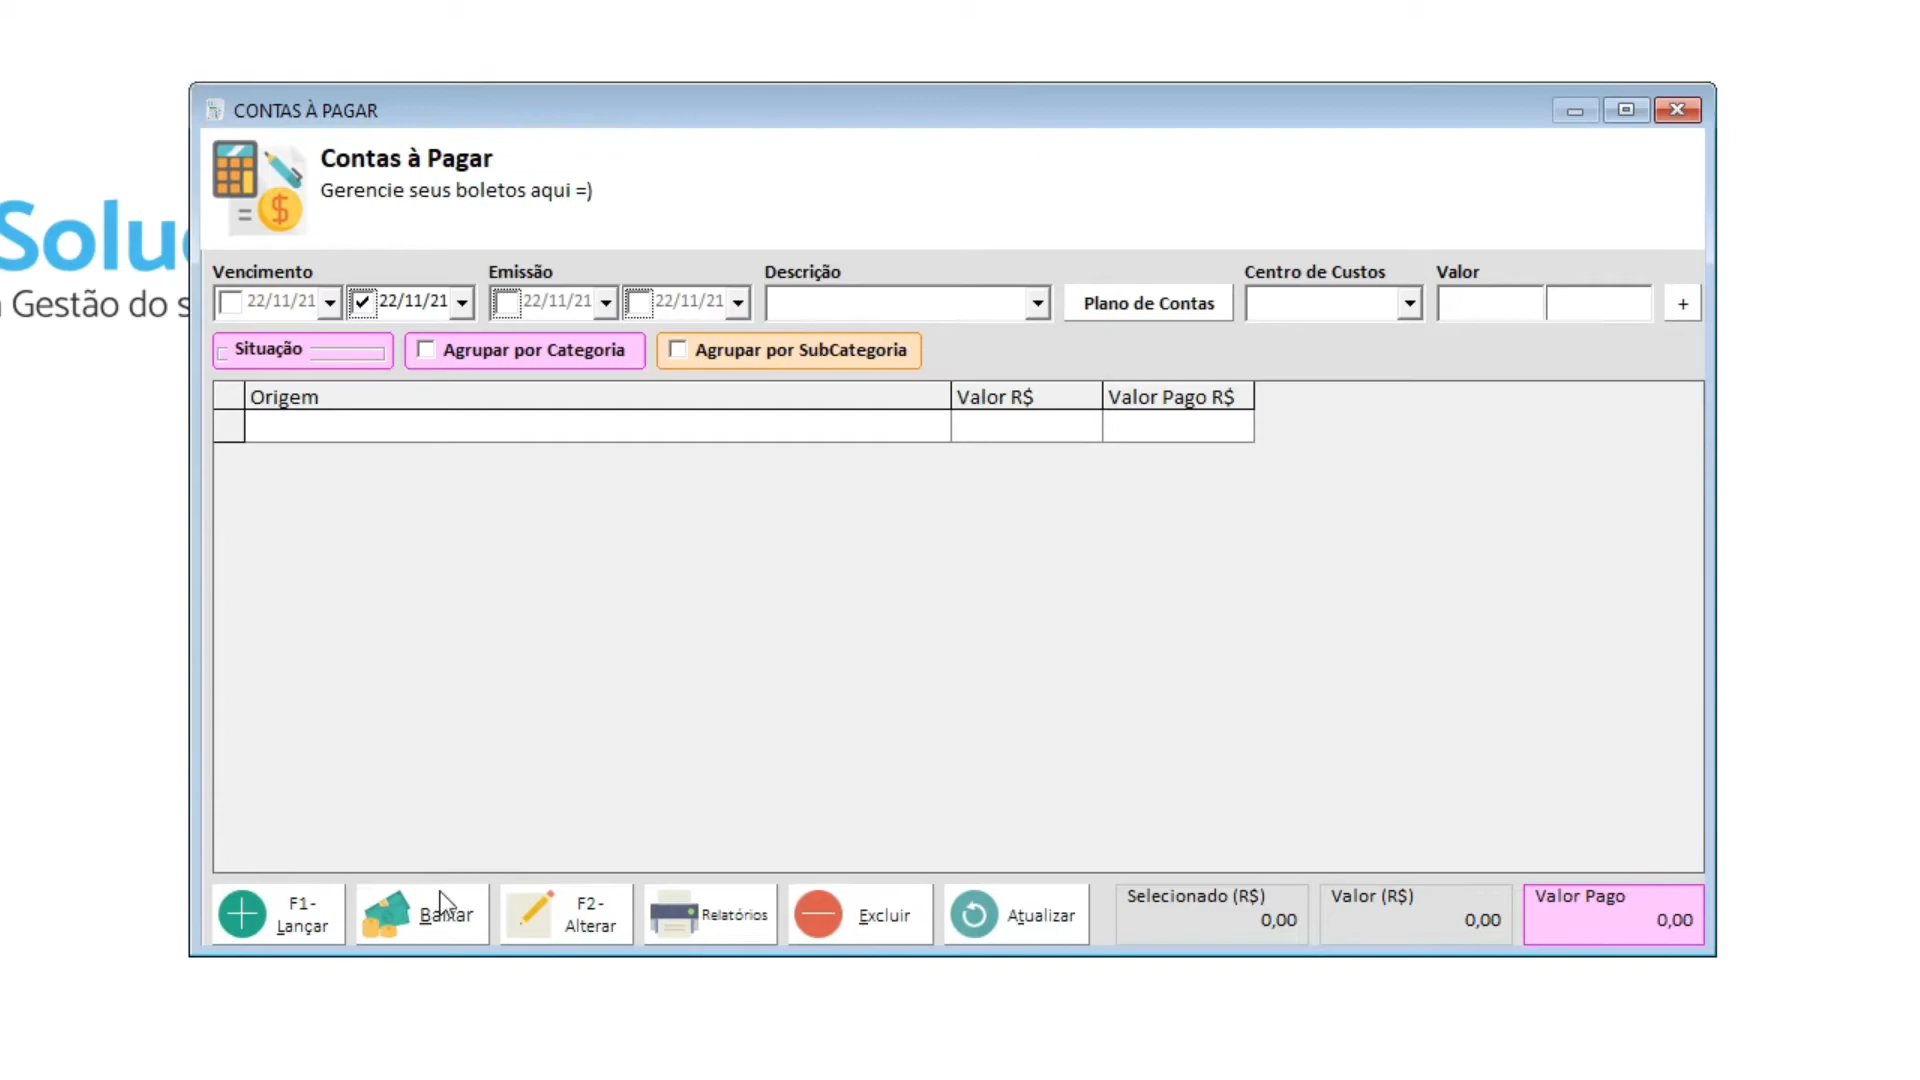 CONTAS À PAGAR
Contas à Pagar
Gerencie seus boletos aqui =)
Gestão do
Vencimento Emissão Descrição Centro de Custos Valor
22/11/21 22/11/21 22/11/21 22/11/21 Plano de Contas +
Situação Agrupar por Categoria Agrupar por SubCategoria
Origem Valor R$ Valor Pago R$
F1-
Lançar
Baixar
F2-
Alterar
Relatórios
Excluir
Atualizar
Selecionado (R$)
0,00
Valor (R$)
0,00
Valor Pago
0,00